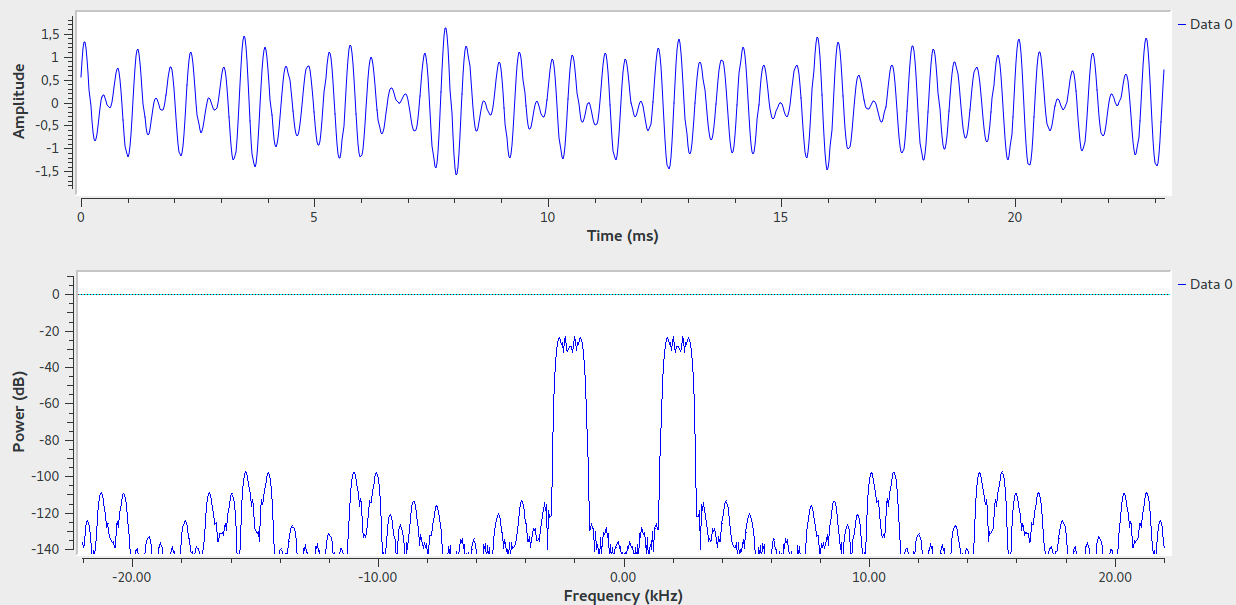 Data 0
1,5
1
0,5
0
-0,5
-1
-1,5
Amplitude
0 5 10 15 20
Time (ms)
Data 0
0
-20
-40
-60
-80
-100
-120
-140
Power (dB)
-20.00 -10.00 0.00 10.00 20.00
Frequency (kHz)